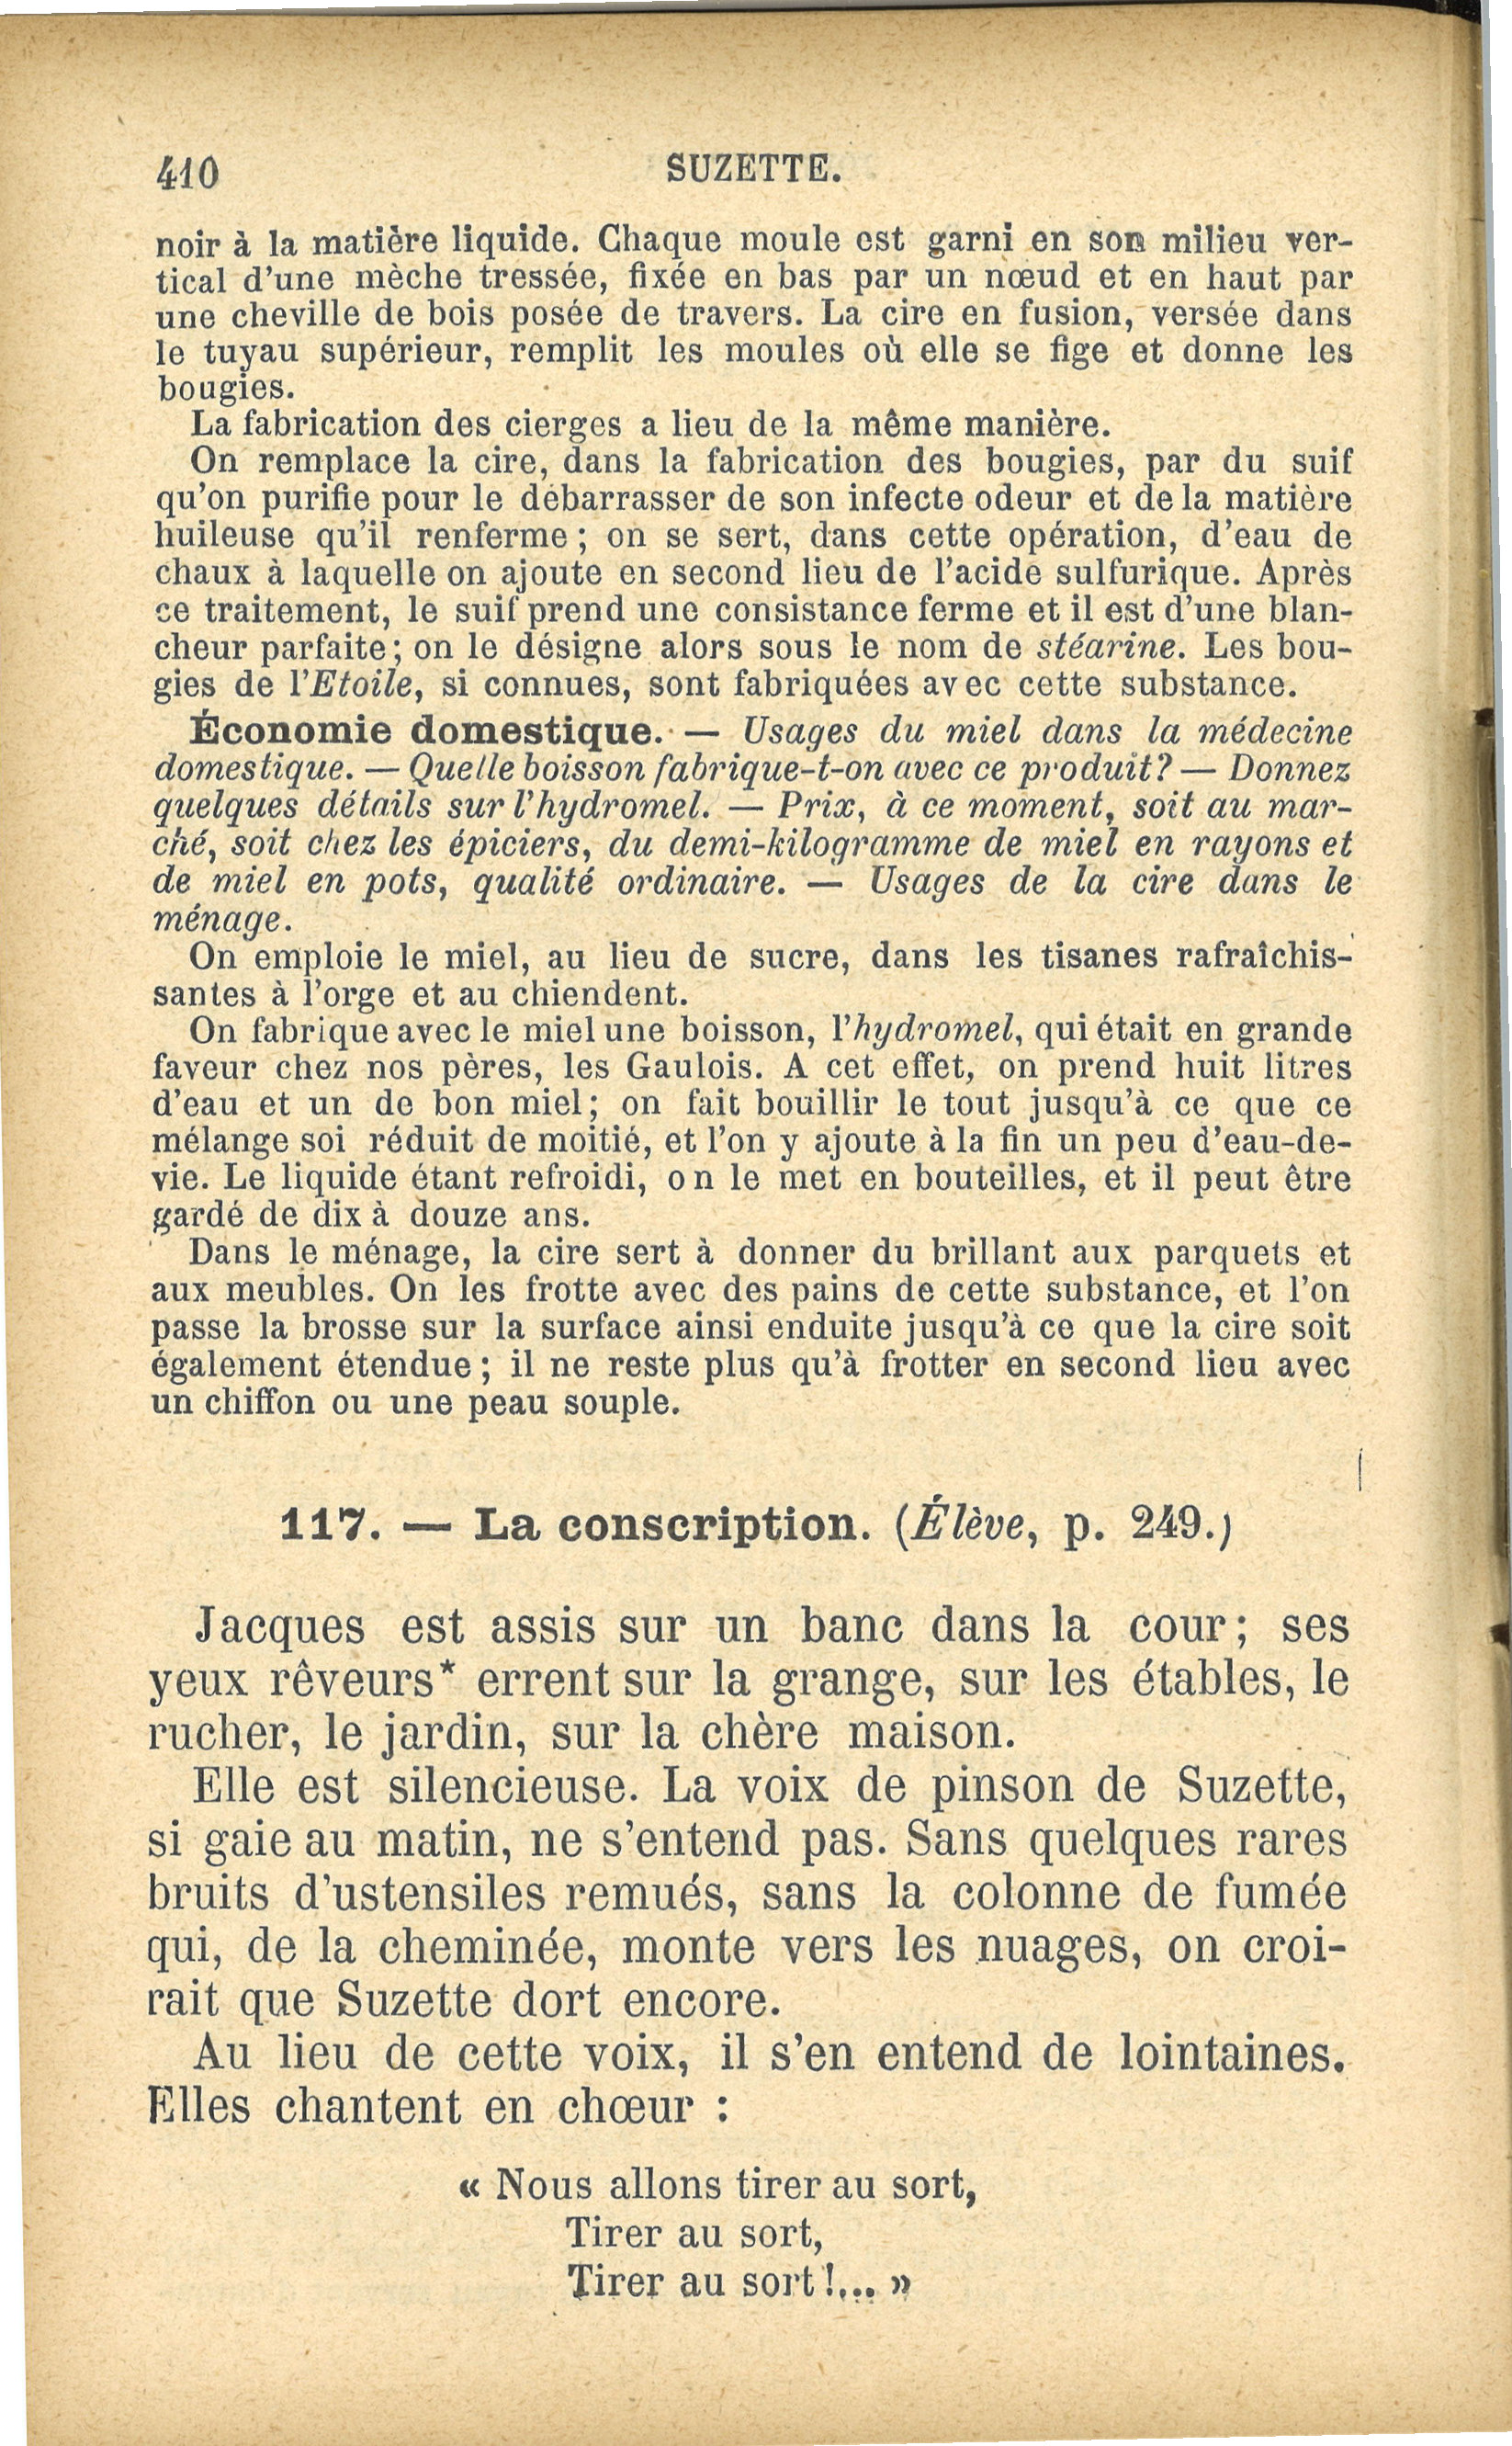 410
SUZETTE.
noir à la matière liquide. Chaque moule est garni en son milieu ver-
tical d'une mèche tressée, fixée en bas par un nœud et en haut par
une cheville de bois posée de travers. La cire en fusion, versée dans
le tuyau supérieur, remplit les moules où elle se fige et donne les
bougies.
La fabrication des cierges a lieu de la même manière.
On remplace la cire, dans la fabrication des bougies, par du suif
qu'on purifie pour le débarrasser de son infecte odeur et de la matière
huileuse qu'il renferme ; on se sert, dans cette opération, d'eau de
chaux à laquelle on ajoute en second lieu de l'acide sulfurique. Après
ce traitement, le suif prend une consistance ferme et il est d'une blan-
cheur parfaite ; on le désigne alors sous le nom de stéarine. Les bou-
gies de l'Etoile, si connues, sont fabriquées avec cette substance.
Économie domestique. — Usages du miel dans la médecine
domestique. — Quelle boisson fabrique-t-on avec ce produit? — Donnez
quelques détails sur l'hydromel. — Prix, à ce moment, soit au mar-
ché, soit chez les épiciers, du demi-kilogramme de miel en rayons et
de miel en pots, qualité ordinaire. — Usages de la cire dans le
ménage.
On emploie le miel, au lieu de sucre, dans les tisanes rafraîchis-
santes à l'orge et au chiendent.
On fabrique avec le miel une boisson, l'hydromel, qui était en grande
faveur chez nos pères, les Gaulois. A cet effet, on prend huit litres
d'eau et un de bon miel ; on fait bouillir le tout jusqu'à ce que ce
mélange soi réduit de moitié, et l'on y ajoute à la fin un peu d'eau-de-
vie. Le liquide étant refroidi, on le met en bouteilles, et il peut être
gardé de dix à douze ans.
Dans le ménage, la cire sert à donner du brillant aux parquets et
aux meubles. On les frotte avec des pains de cette substance, et l'on
passe la brosse sur la surface ainsi enduite jusqu'à ce que la cire soit
également étendue ; il ne reste plus qu'à frotter en second lieu avec
un chiffon ou une peau souple.
117. — La conscription. (Élève, p. 249.)
Jacques est assis sur un banc dans la cour ; ses
yeux rêveurs* errent sur la grange, sur les étables, le
rucher, le jardin, sur la chère maison.
Elle est silencieuse. La voix de pinson de Suzette,
si gaie au matin, ne s'entend pas. Sans quelques rares
bruits d'ustensiles remués, sans la colonne de fumée
qui, de la cheminée, monte vers les nuages, on croi-
rait que Suzette dort encore.
Au lieu de cette voix, il s'en entend de lointaines.
Elles chantent en chœur :
« Nous allons tirer au sort,
Tirer au sort,
Tirer au sort !... »